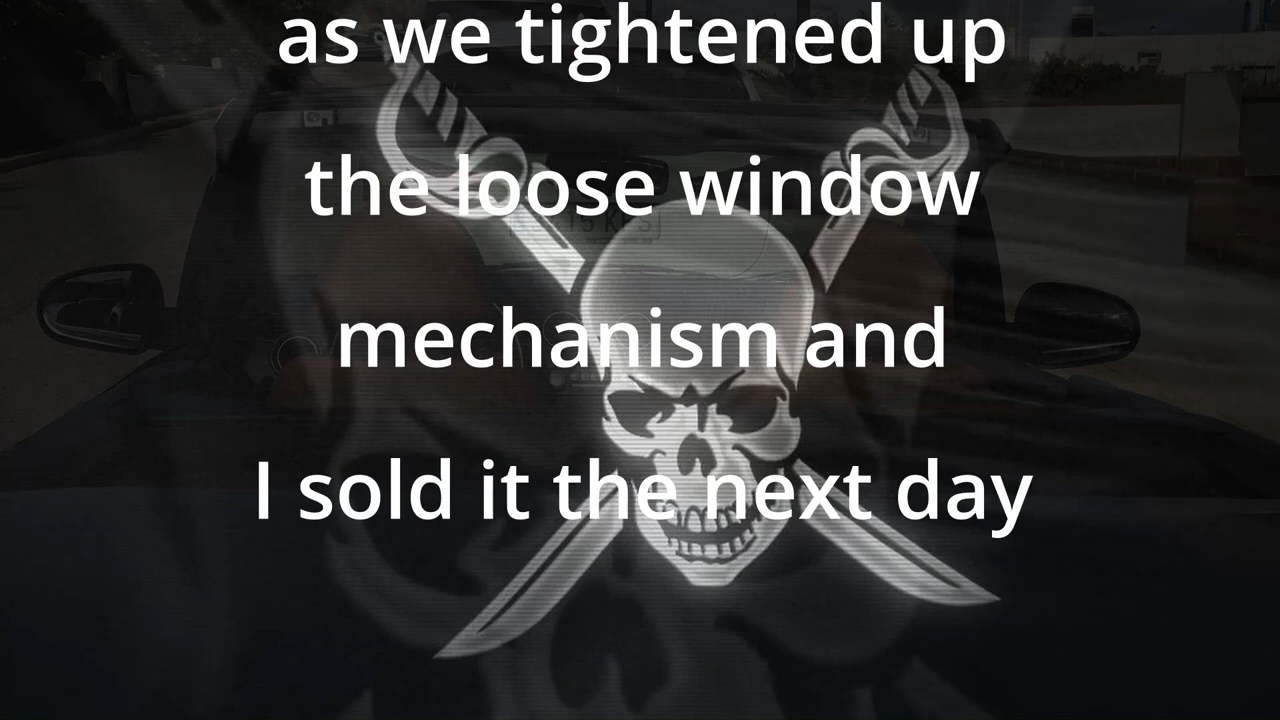 as we tightened up
the loose window
mechanism and
I sold it the next day